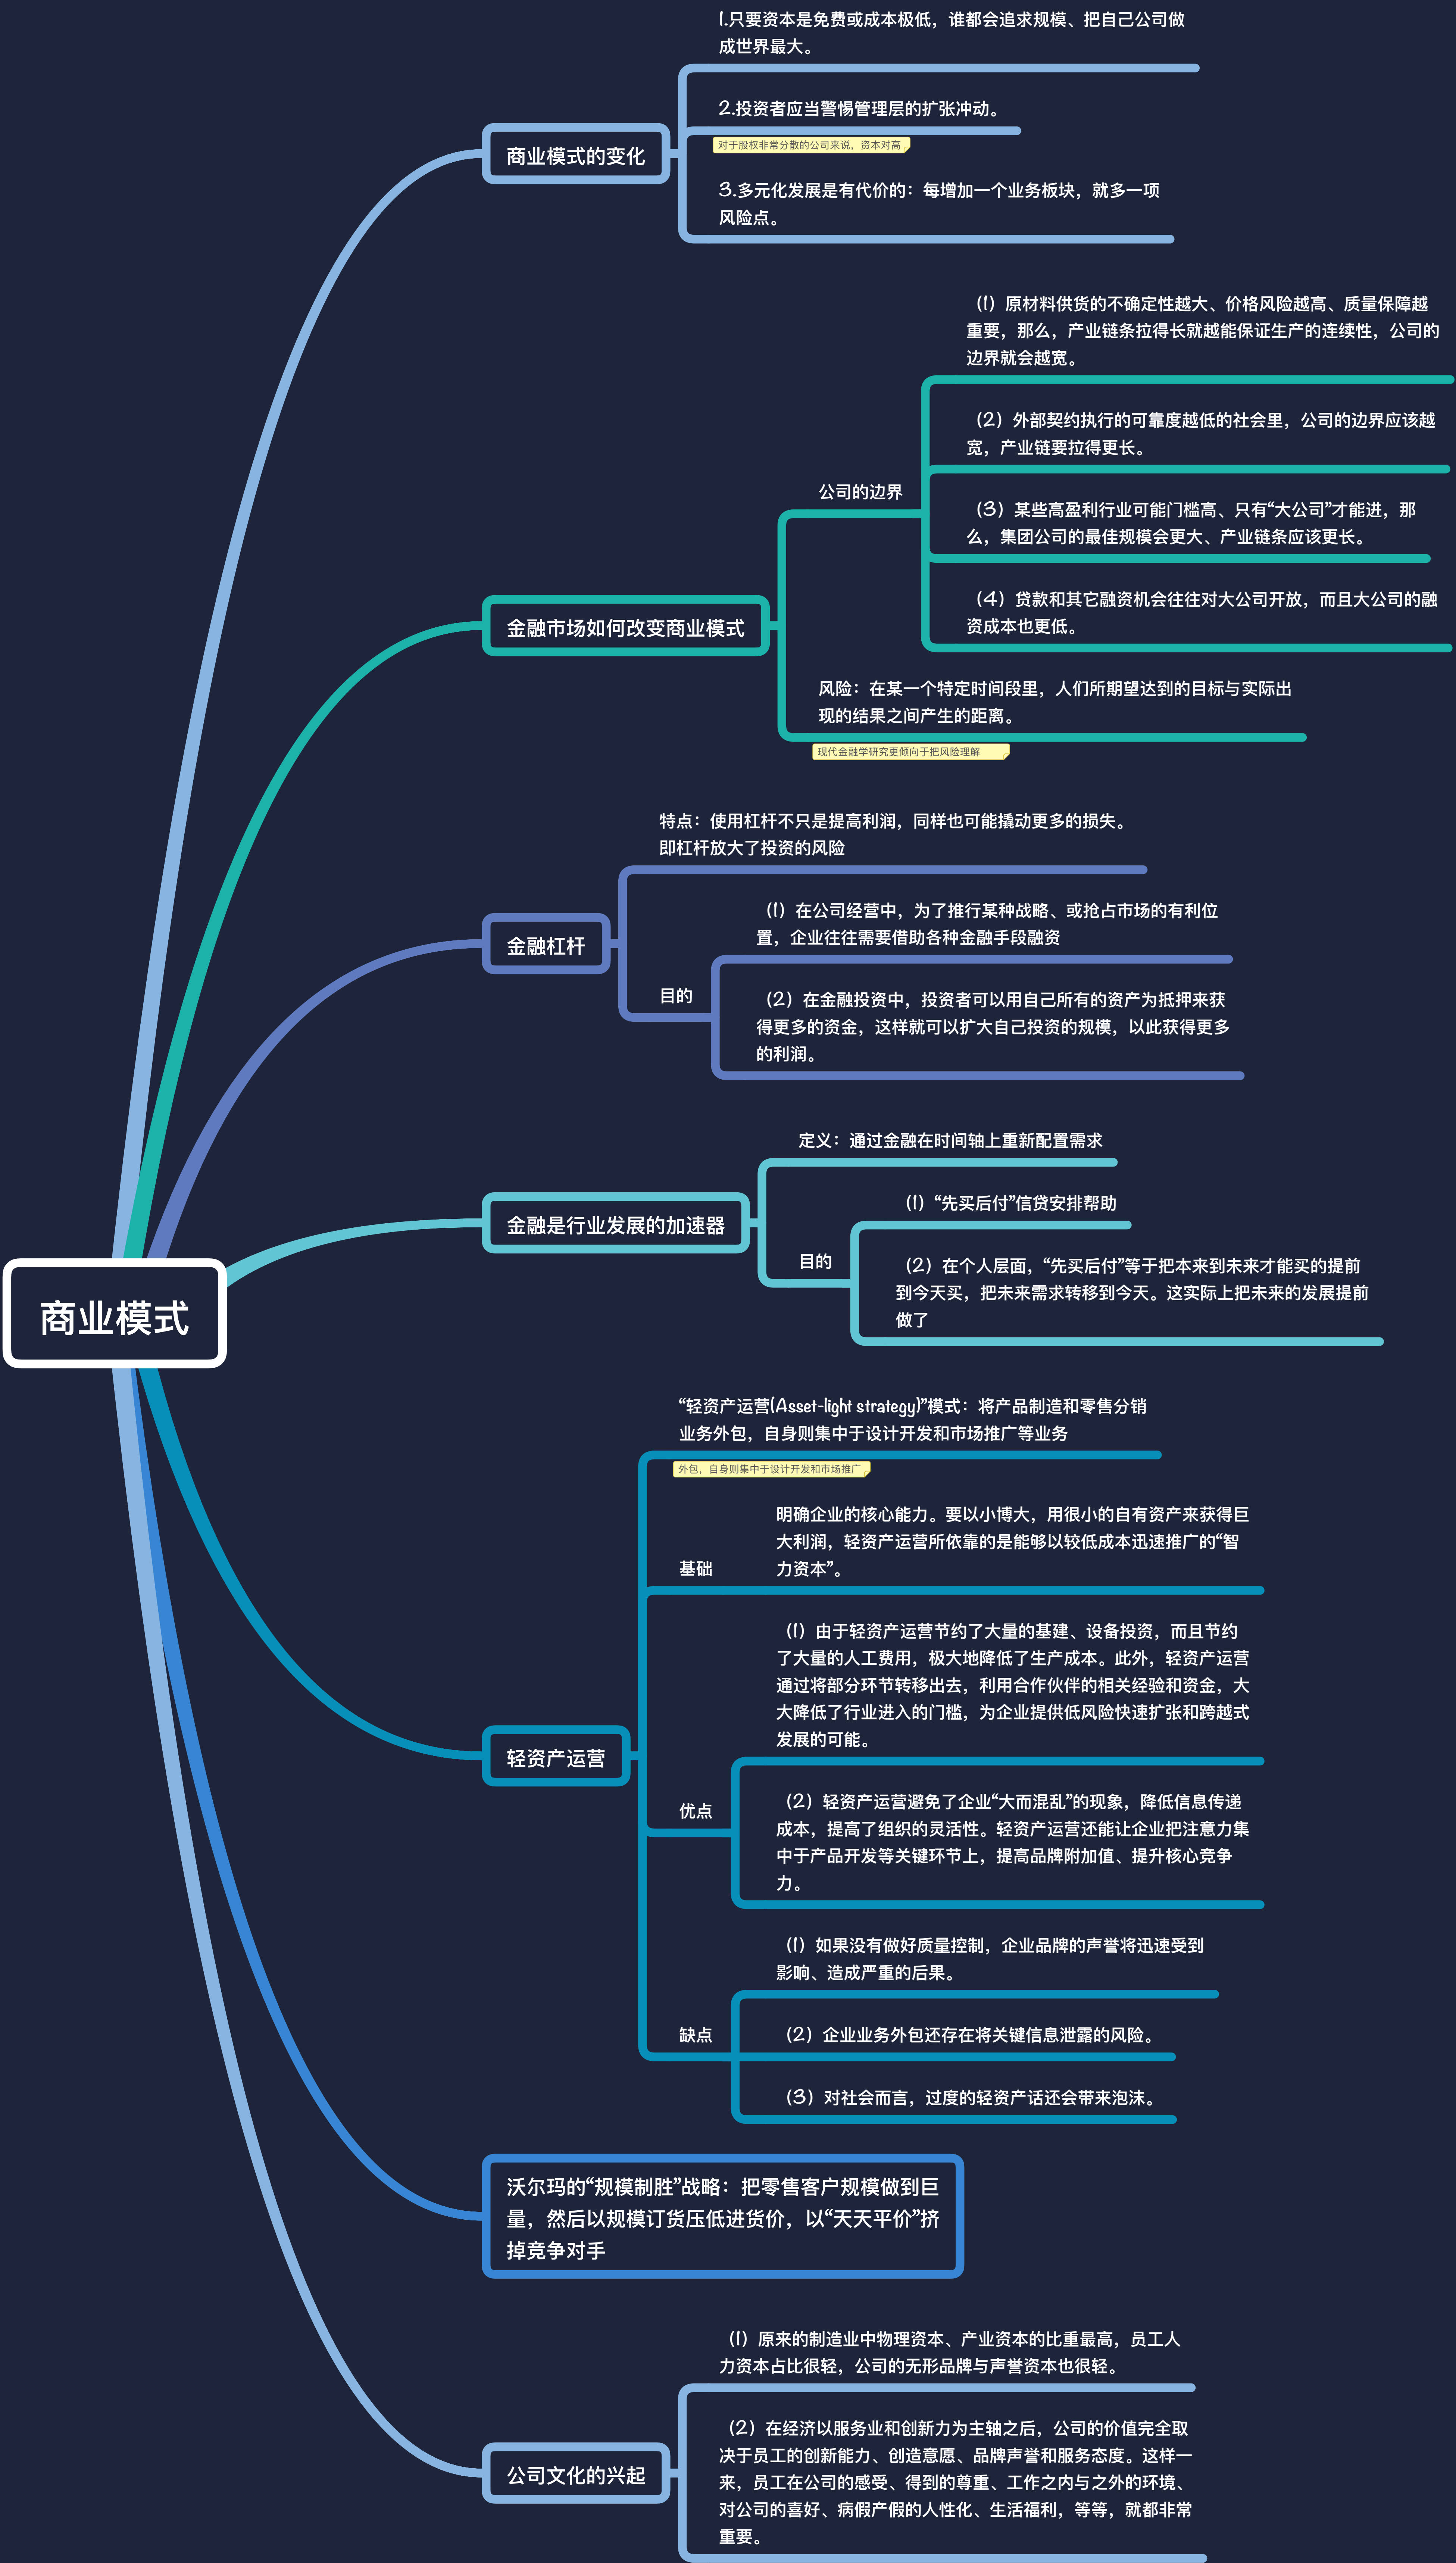 1.只要资本是免费或成本极低，谁都会追求规模、把自己公司做
成世界最大。
2.投资者应当警惕管理层的扩张冲动。
对于股权非常分散的公司来说，资本对高
3.多元化发展是有代价的：每增加一个业务板块，就多一项
风险点。
商业模式的变化
（1）原材料供货的不确定性越大、价格风险越高、质量保障越
重要，那么，产业链条拉得长就越能保证生产的连续性，公司的
边界就会越宽。
（2）外部契约执行的可靠度越低的社会里，公司的边界应该越
宽，产业链要拉得更长。
公司的边界
（3）某些高盈利行业可能门槛高、只有“大公司”才能进，那
么，集团公司的最佳规模会更大、产业链条应该更长。
（4）贷款和其它融资机会往往对大公司开放，而且大公司的融
资成本也更低。
金融市场如何改变商业模式
风险：在某一个特定时间段里，人们所期望达到的目标与实际出
现的结果之间产生的距离。
现代金融学研究更倾向于把风险理解
特点：使用杠杆不只是提高利润，同样也可能撬动更多的损失。
即杠杆放大了投资的风险
金融杠杆
（1）在公司经营中，为了推行某种战略、或抢占市场的有利位
置，企业往往需要借助各种金融手段融资
目的
（2）在金融投资中，投资者可以用自己所有的资产为抵押来获
得更多的资金，这样就可以扩大自己投资的规模，以此获得更多
的利润。
定义：通过金融在时间轴上重新配置需求
金融是行业发展的加速器
（1）“先买后付”信贷安排帮助
目的
（2）在个人层面，“先买后付”等于把本来到未来才能买的提前
到今天买，把未来需求转移到今天。这实际上把未来的发展提前
做了
商业模式
“轻资产运营(Asset-light strategy)”模式：将产品制造和零售分销
业务外包，自身则集中于设计开发和市场推广等业务
外包，自身则集中于设计开发和市场推广
基础
明确企业的核心能力。要以小博大，用很小的自有资产来获得巨
大利润，轻资产运营所依靠的是能够以较低成本迅速推广的“智
力资本”。
（1）由于轻资产运营节约了大量的基建、设备投资，而且节约
了大量的人工费用，极大地降低了生产成本。此外，轻资产运营
通过将部分环节转移出去，利用合作伙伴的相关经验和资金，大
大降低了行业进入的门槛，为企业提供低风险快速扩张和跨越式
发展的可能。
轻资产运营
优点
（2）轻资产运营避免了企业“大而混乱”的现象，降低信息传递
成本，提高了组织的灵活性。轻资产运营还能让企业把注意力集
中于产品开发等关键环节上，提高品牌附加值、提升核心竞争
力。
（1）如果没有做好质量控制，企业品牌的声誉将迅速受到
影响、造成严重的后果。
缺点
（2）企业业务外包还存在将关键信息泄露的风险。
（3）对社会而言，过度的轻资产话还会带来泡沫。
沃尔玛的“规模制胜”战略：把零售客户规模做到巨
量，然后以规模订货压低进货价，以“天天平价”挤
掉竞争对手
（1）原来的制造业中物理资本、产业资本的比重最高，员工人
力资本占比很轻，公司的无形品牌与声誉资本也很轻。
公司文化的兴起
（2）在经济以服务业和创新力为主轴之后，公司的价值完全取
决于员工的创新能力、创造意愿、品牌声誉和服务态度。这样一
来，员工在公司的感受、得到的尊重、工作之内与之外的环境、
对公司的喜好、病假产假的人性化、生活福利，等等，就都非常
重要。